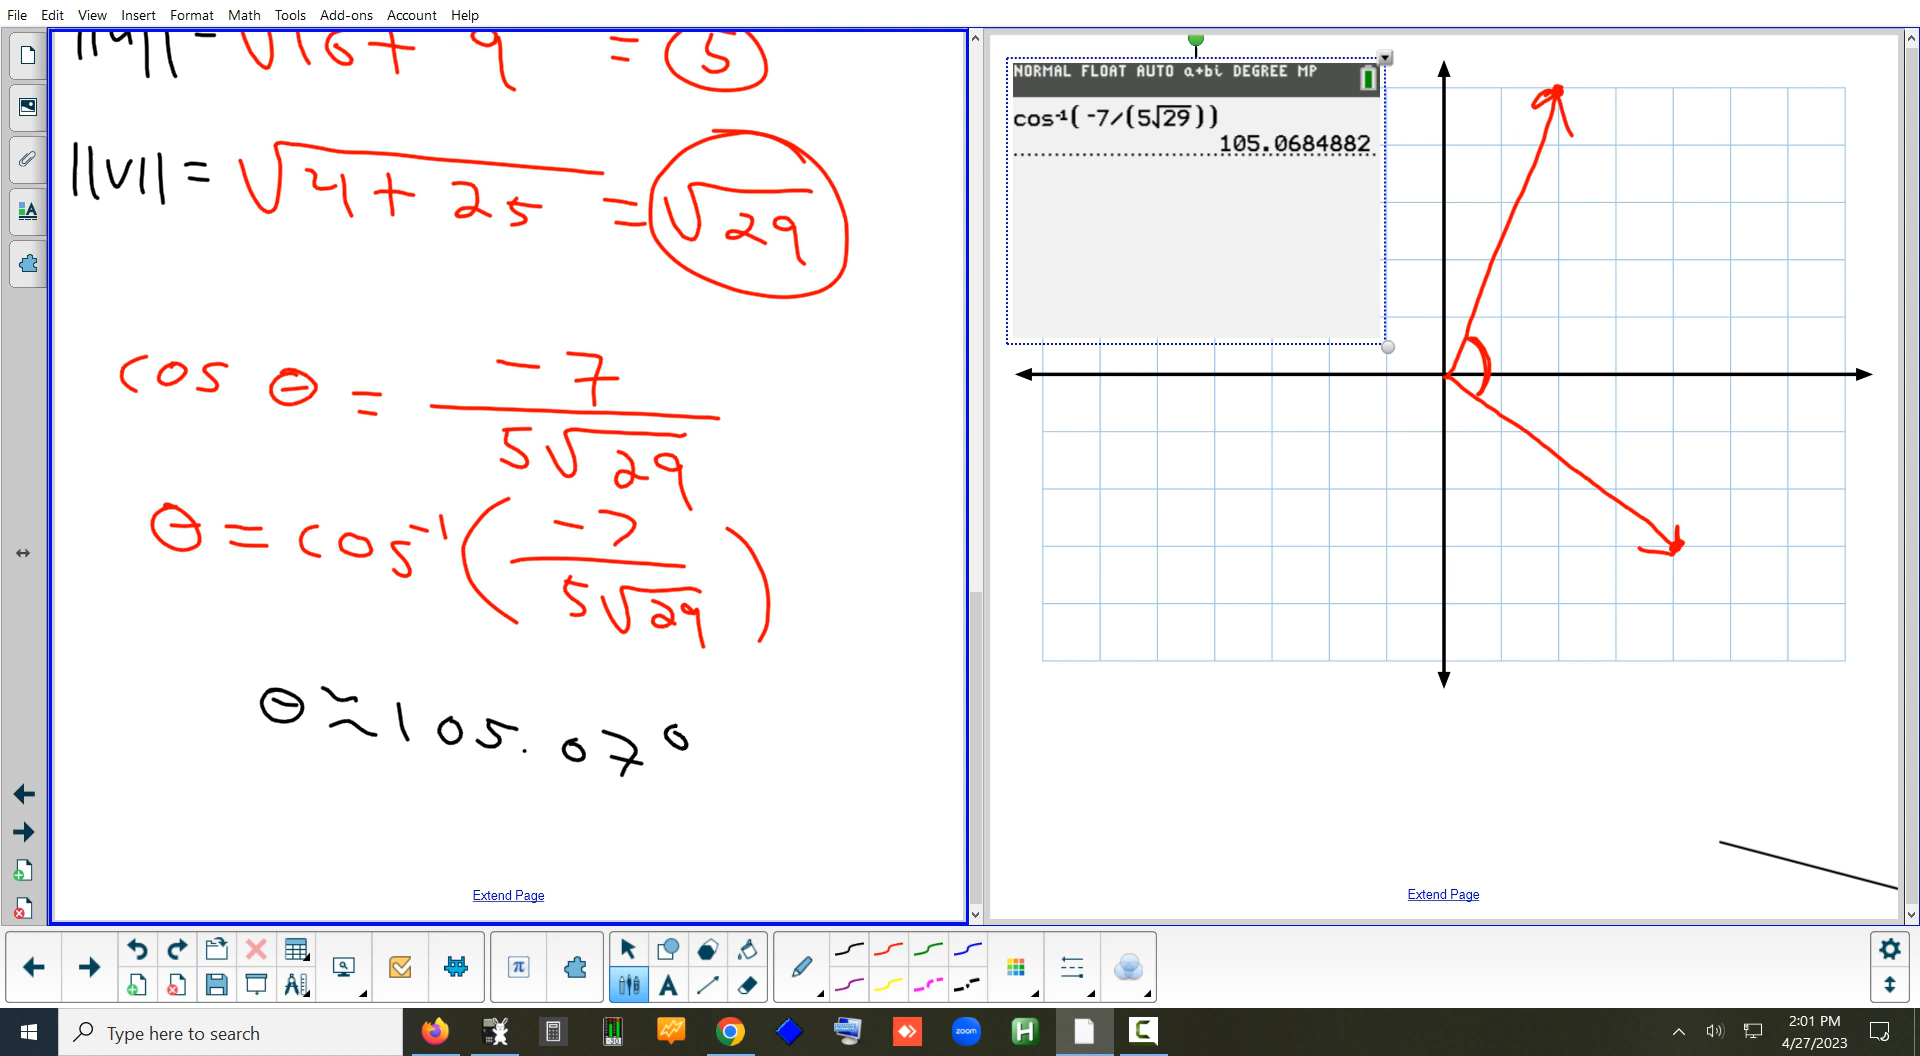 File Edit View Insert Format Math Tools Add-ons Account Help
||u|| = √16 + 9 = 5
||v|| = √4 + 25 = √29
cos θ = -7 / 5√29
θ = cos⁻¹ ( -7 / 5√29 )
θ ≈ 105.07°
Extend Page
NORMAL FLOAT AUTO a+bi DEGREE MP
cos⁻¹(-7/(5√29))
105.0684882
Extend Page
π
A
Type here to search
zoom
H
C
2:01 PM
4/27/2023